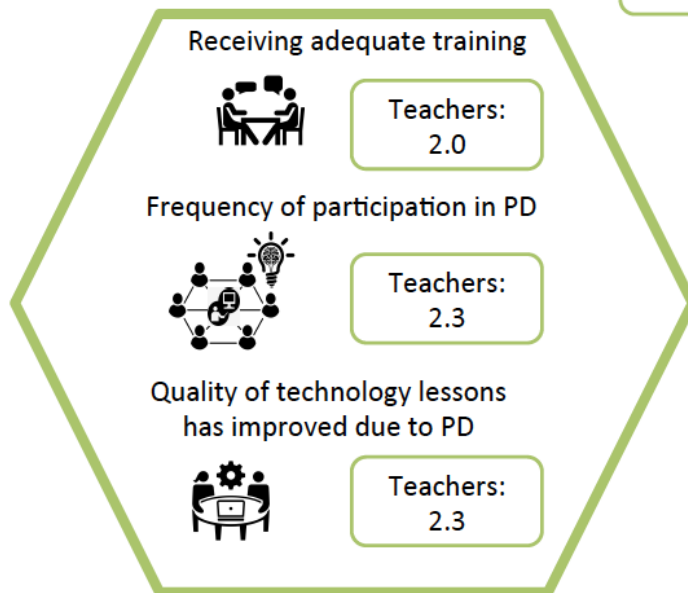 Receiving adequate training
Teachers:
2.0
Frequency of participation in PD
Teachers:
2.3
Quality of technology lessons
has improved due to PD
Teachers:
2.3